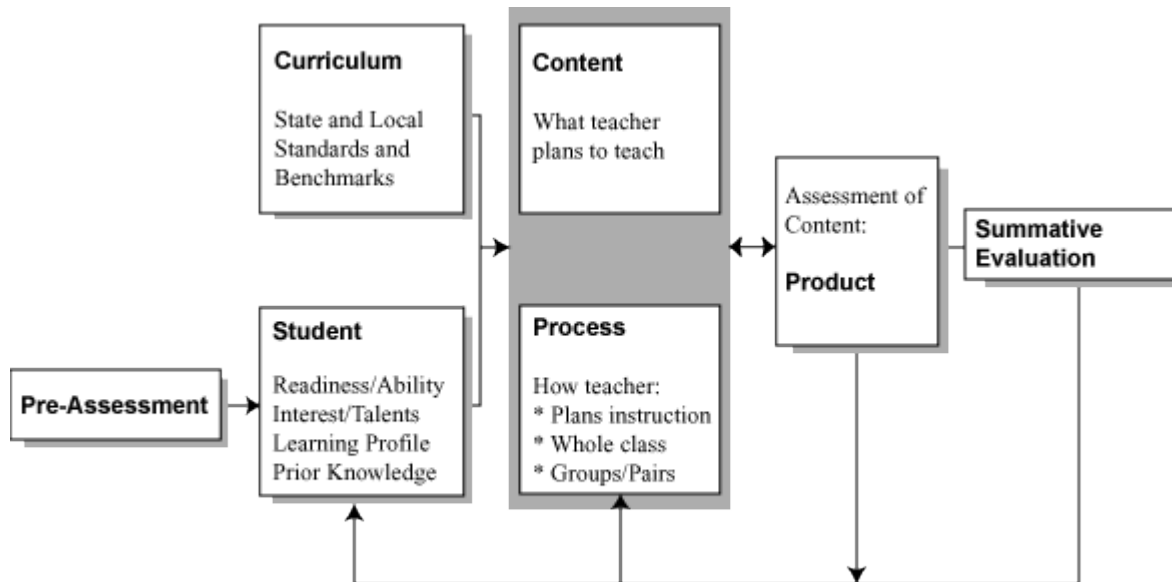 Curriculum
State and Local
Standards and
Benchmarks
Content
What teacher
plans to teach
Assessment of
Content:
Product
Summative
Evaluation
Pre-Assessment
Student
Readiness/Ability
Interest/Talents
Learning Profile
Prior Knowledge
Process
How teacher:
* Plans instruction
* Whole class
* Groups/Pairs